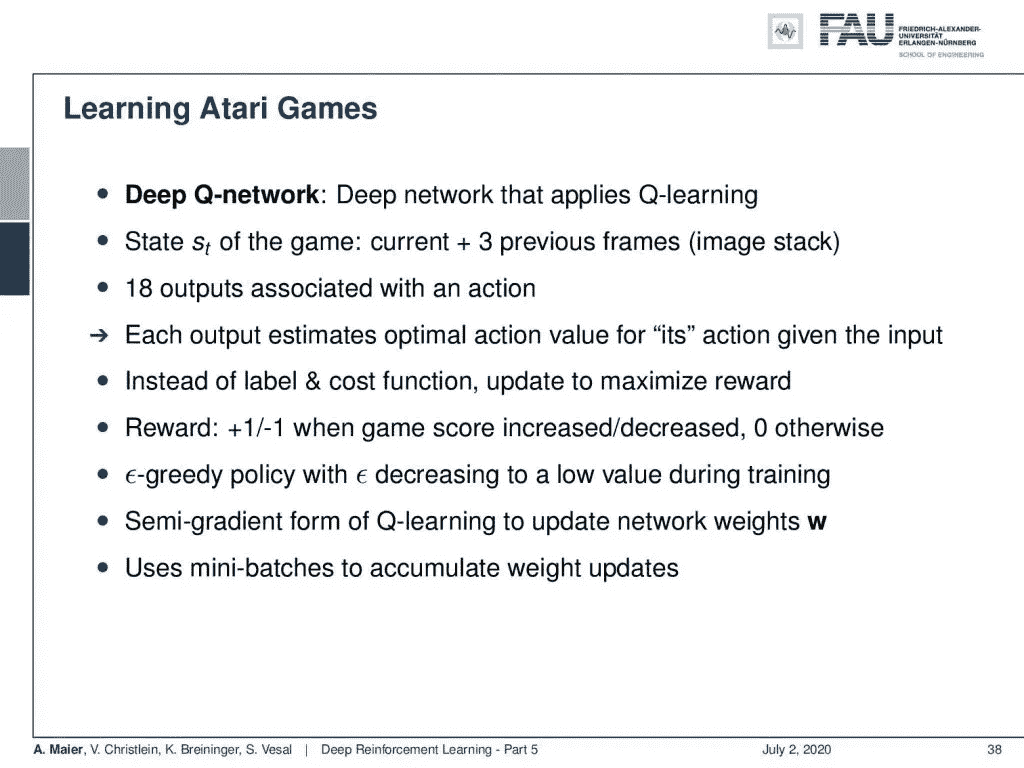 FAU
FRIEDRICH-ALEXANDER-
UNIVERSITÄT
ERLANGEN-NÜRNBERG
SCHOOL OF ENGINEERING
Learning Atari Games
• Deep Q-network: Deep network that applies Q-learning
• State sₜ of the game: current + 3 previous frames (image stack)
• 18 outputs associated with an action
➔ Each output estimates optimal action value for “its” action given the input
• Instead of label & cost function, update to maximize reward
• Reward: +1/-1 when game score increased/decreased, 0 otherwise
• ϵ-greedy policy with ϵ decreasing to a low value during training
• Semi-gradient form of Q-learning to update network weights w
• Uses mini-batches to accumulate weight updates
A. Maier, V. Christlein, K. Breininger, S. Vesal | Deep Reinforcement Learning - Part 5 July 2, 2020 38